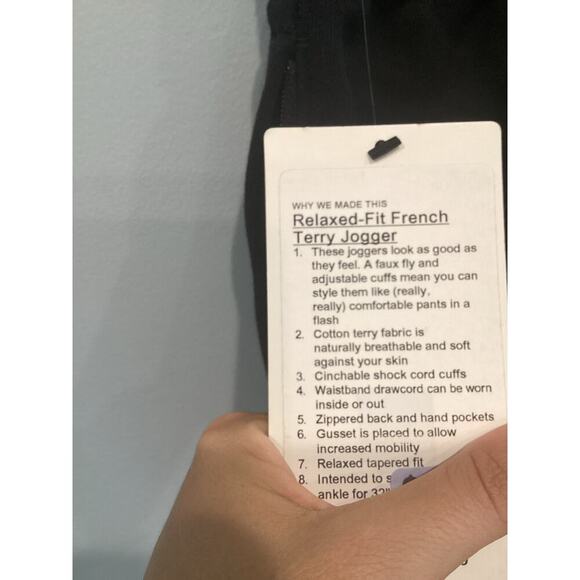 WHY WE MADE THIS
Relaxed-Fit French
Terry Jogger
1. These joggers look as good as
they feel. A faux fly and
adjustable cuffs mean you can
style them like (really,
really) comfortable pants in a
flash
2. Cotton terry fabric is
naturally breathable and soft
against your skin
3. Cinchable shock cord cuffs
4. Waistband drawcord can be worn
inside or out
5. Zippered back and hand pockets
6. Gusset is placed to allow
increased mobility
7. Relaxed tapered fit
8. Intended to
ankle for 32"